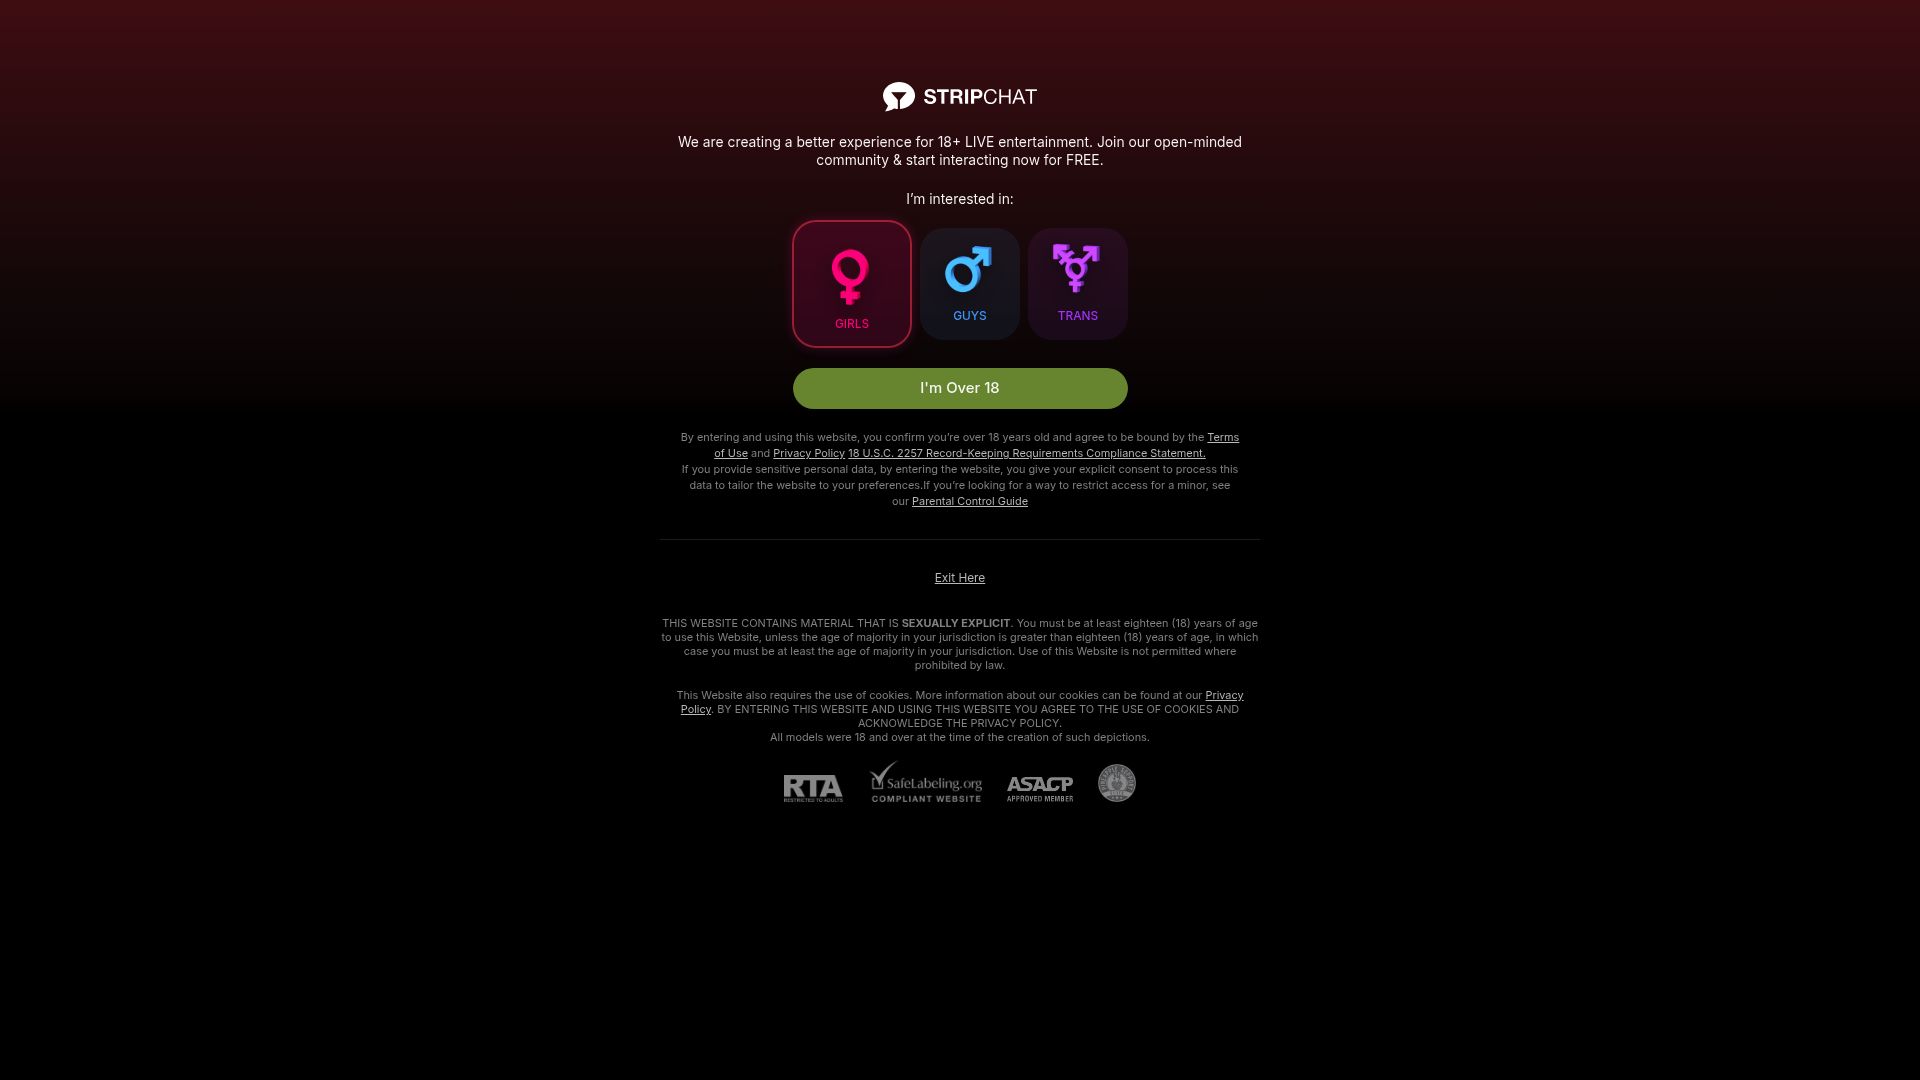 STRIPCHAT
We are creating a better experience for 18+ LIVE entertainment. Join our open-minded
community & start interacting now for FREE.
I'm interested in:
GIRLS
GUYS
TRANS
I'm Over 18
By entering and using this website, you confirm you're over 18 years old and agree to be bound by the Terms
of Use and Privacy Policy 18 U.S.C. 2257 Record-Keeping Requirements Compliance Statement.
If you provide sensitive personal data, by entering the website, you give your explicit consent to process this
data to tailor the website to your preferences.If you're looking for a way to restrict access for a minor, see
our Parental Control Guide
Exit Here
THIS WEBSITE CONTAINS MATERIAL THAT IS SEXUALLY EXPLICIT. You must be at least eighteen (18) years of age
to use this Website, unless the age of majority in your jurisdiction is greater than eighteen (18) years of age, in which
case you must be at least the age of majority in your jurisdiction. Use of this Website is not permitted where
prohibited by law.
This Website also requires the use of cookies. More information about our cookies can be found at our Privacy
Policy. BY ENTERING THIS WEBSITE AND USING THIS WEBSITE YOU AGREE TO THE USE OF COOKIES AND
ACKNOWLEDGE THE PRIVACY POLICY.
All models were 18 and over at the time of the creation of such depictions.
RTA
RESTRICTED TO ADULTS
SafeLabeling.org
COMPLIANT WEBSITE
ASACP
APPROVED MEMBER